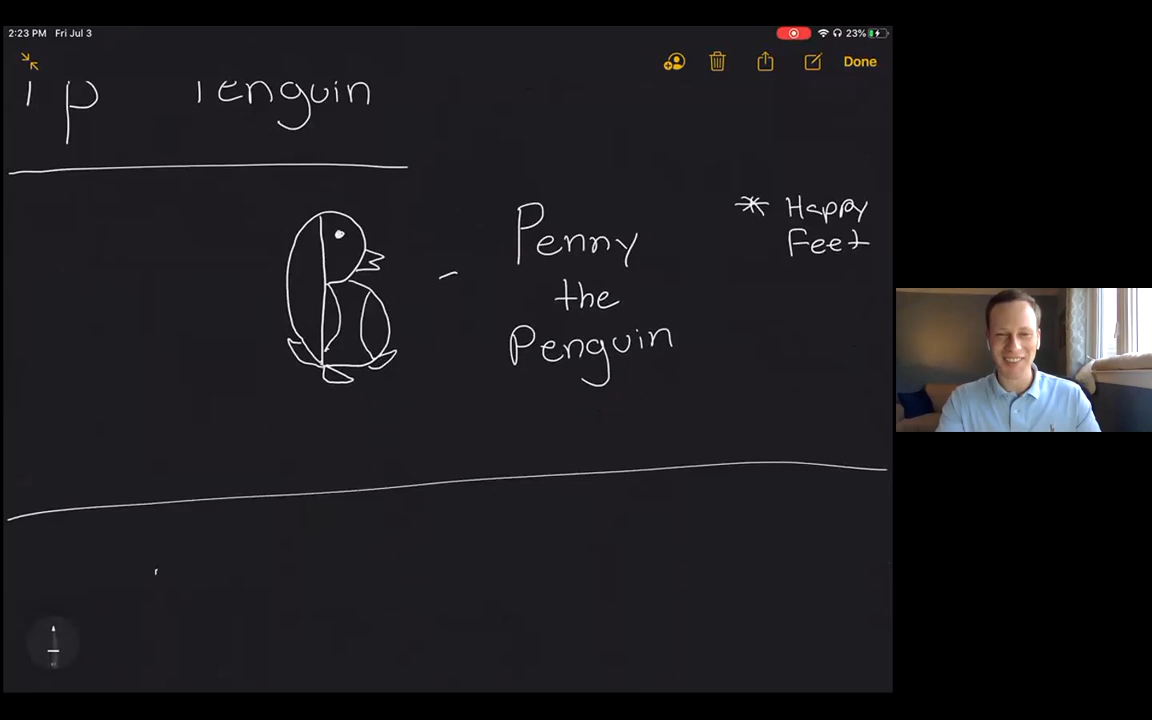 2:23 PM Fri Jul 3
23%
Done
p Penguin
Penny
the
Penguin
* Happy
Feet